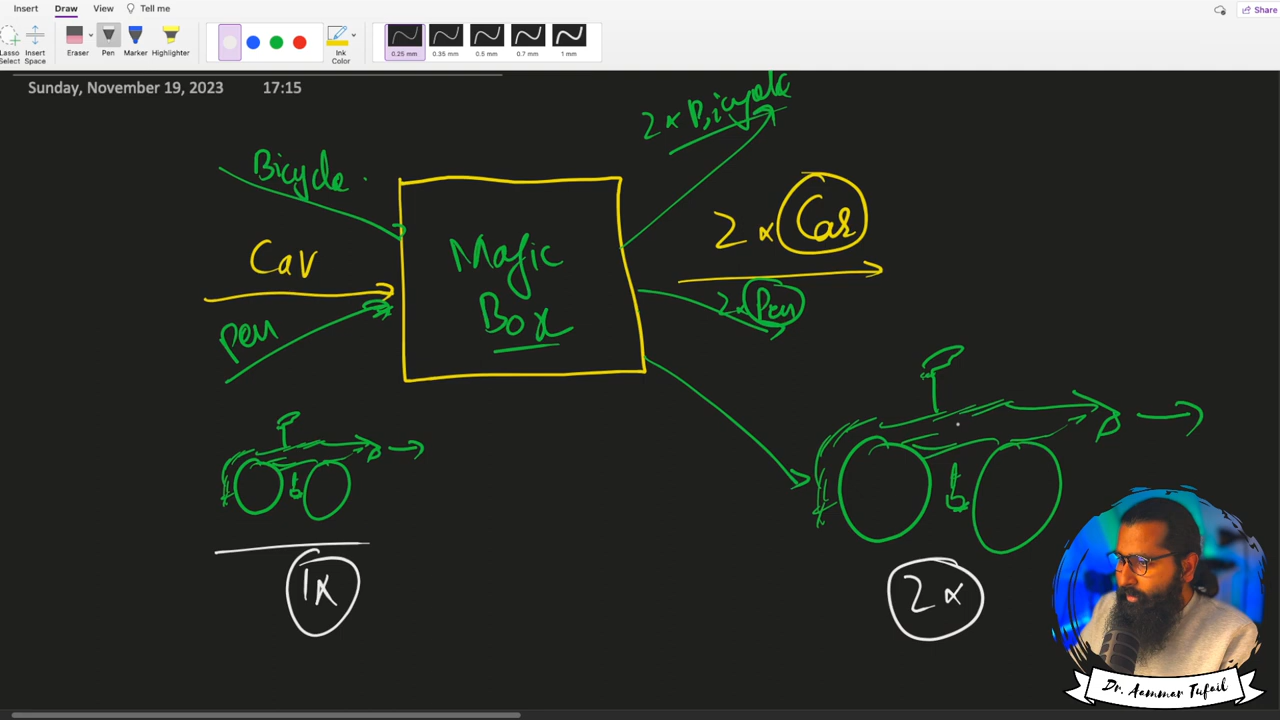 Insert Draw View Tell me
Share
Lasso Select
Insert Space
Eraser
Pen
Marker
Highlighter
Ink Color
0.25 mm
0.35 mm
0.5 mm
0.7 mm
1 mm
Sunday, November 19, 2023 17:15
2x Bicycle
Bicycle
2 x Car
Car
Magic
Box
2x Pen
Pen
1x
2x
Dr. Aammar Tufail